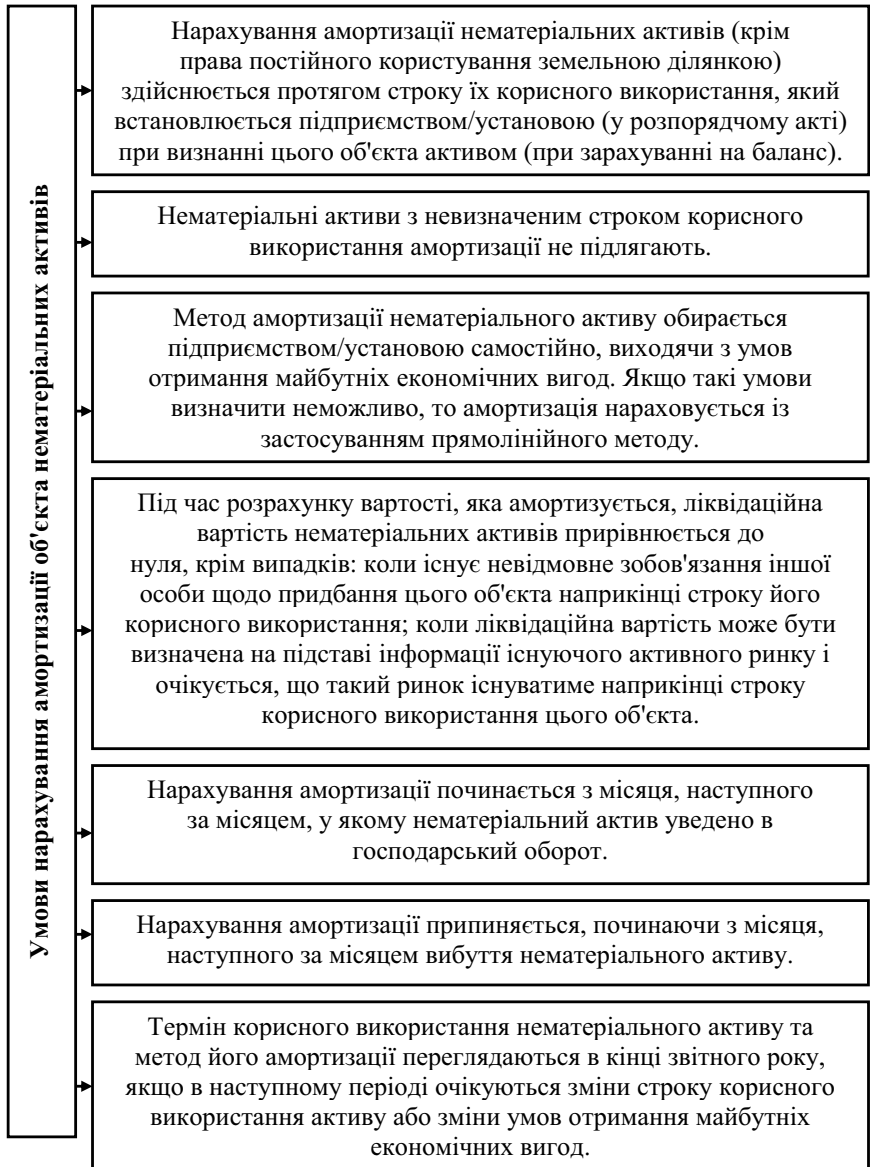 Умови нарахування амортизації об'єкта нематеріальних активів
Нарахування амортизації нематеріальних активів (крім
права постійного користування земельною ділянкою)
здійснюється протягом строку їх корисного використання, який
встановлюється підприємством/установою (у розпорядчому акті)
при визнанні цього об'єкта активом (при зарахуванні на баланс).
Нематеріальні активи з невизначеним строком корисного
використання амортизації не підлягають.
Метод амортизації нематеріального активу обирається
підприємством/установою самостійно, виходячи з умов
отримання майбутніх економічних вигод. Якщо такі умови
визначити неможливо, то амортизація нараховується із
застосуванням прямолінійного методу.
Під час розрахунку вартості, яка амортизується, ліквідаційна
вартість нематеріальних активів прирівнюється до
нуля, крім випадків: коли існує невідмовне зобов'язання іншої
особи щодо придбання цього об'єкта наприкінці строку його
корисного використання; коли ліквідаційна вартість може бути
визначена на підставі інформації існуючого активного ринку і
очікується, що такий ринок існуватиме наприкінці строку
корисного використання цього об'єкта.
Нарахування амортизації починається з місяця, наступного
за місяцем, у якому нематеріальний актив уведено в
господарський оборот.
Нарахування амортизації припиняється, починаючи з місяця,
наступного за місяцем вибуття нематеріального активу.
Термін корисного використання нематеріального активу та
метод його амортизації переглядаються в кінці звітного року,
якщо в наступному періоді очікуються зміни строку корисного
використання активу або зміни умов отримання майбутніх
економічних вигод.